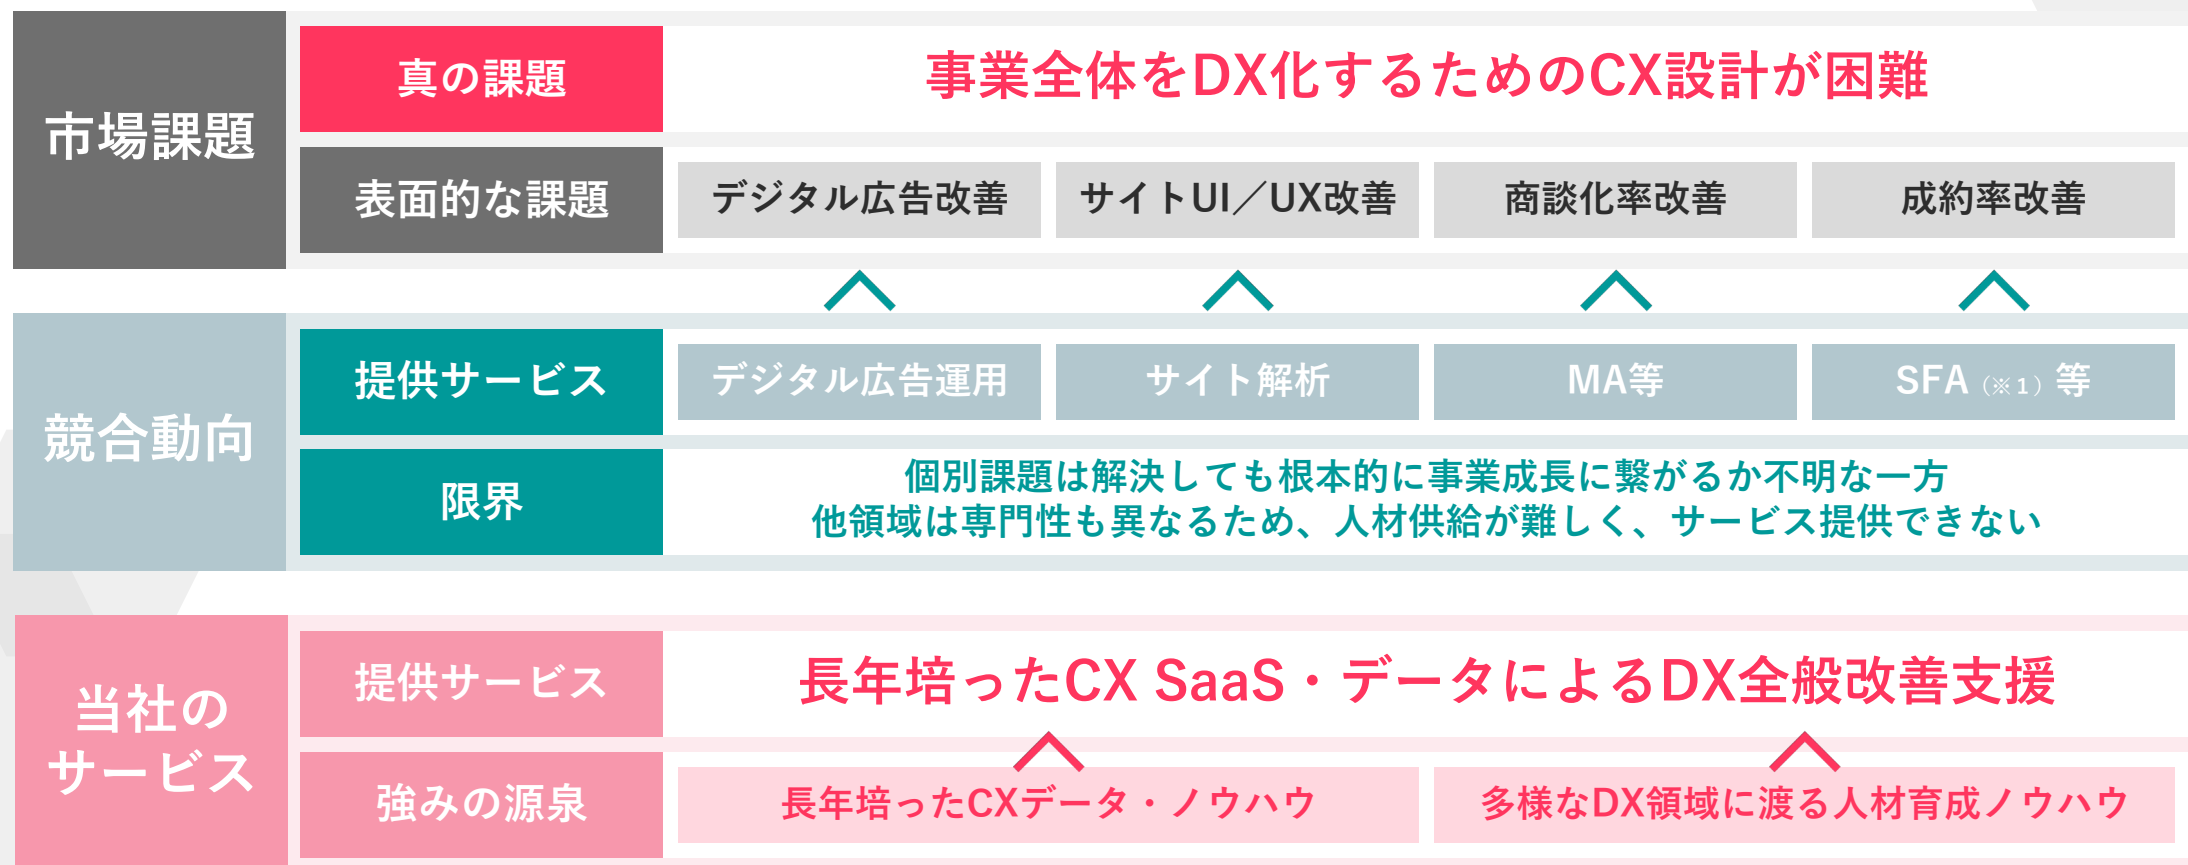 市場課題
真の課題
事業全体をDX化するためのCX設計が困難
表面的な課題
デジタル広告改善
サイトUI／UX改善
商談化率改善
成約率改善
競合動向
提供サービス
デジタル広告運用
サイト解析
MA等
SFA（※1）等
限界
個別課題は解決しても根本的に事業成長に繋がるか不明な一方
他領域は専門性も異なるため、人材供給が難しく、サービス提供できない
当社の
サービス
提供サービス
長年培ったCX SaaS・データによるDX全般改善支援
強みの源泉
長年培ったCXデータ・ノウハウ
多様なDX領域に渡る人材育成ノウハウ